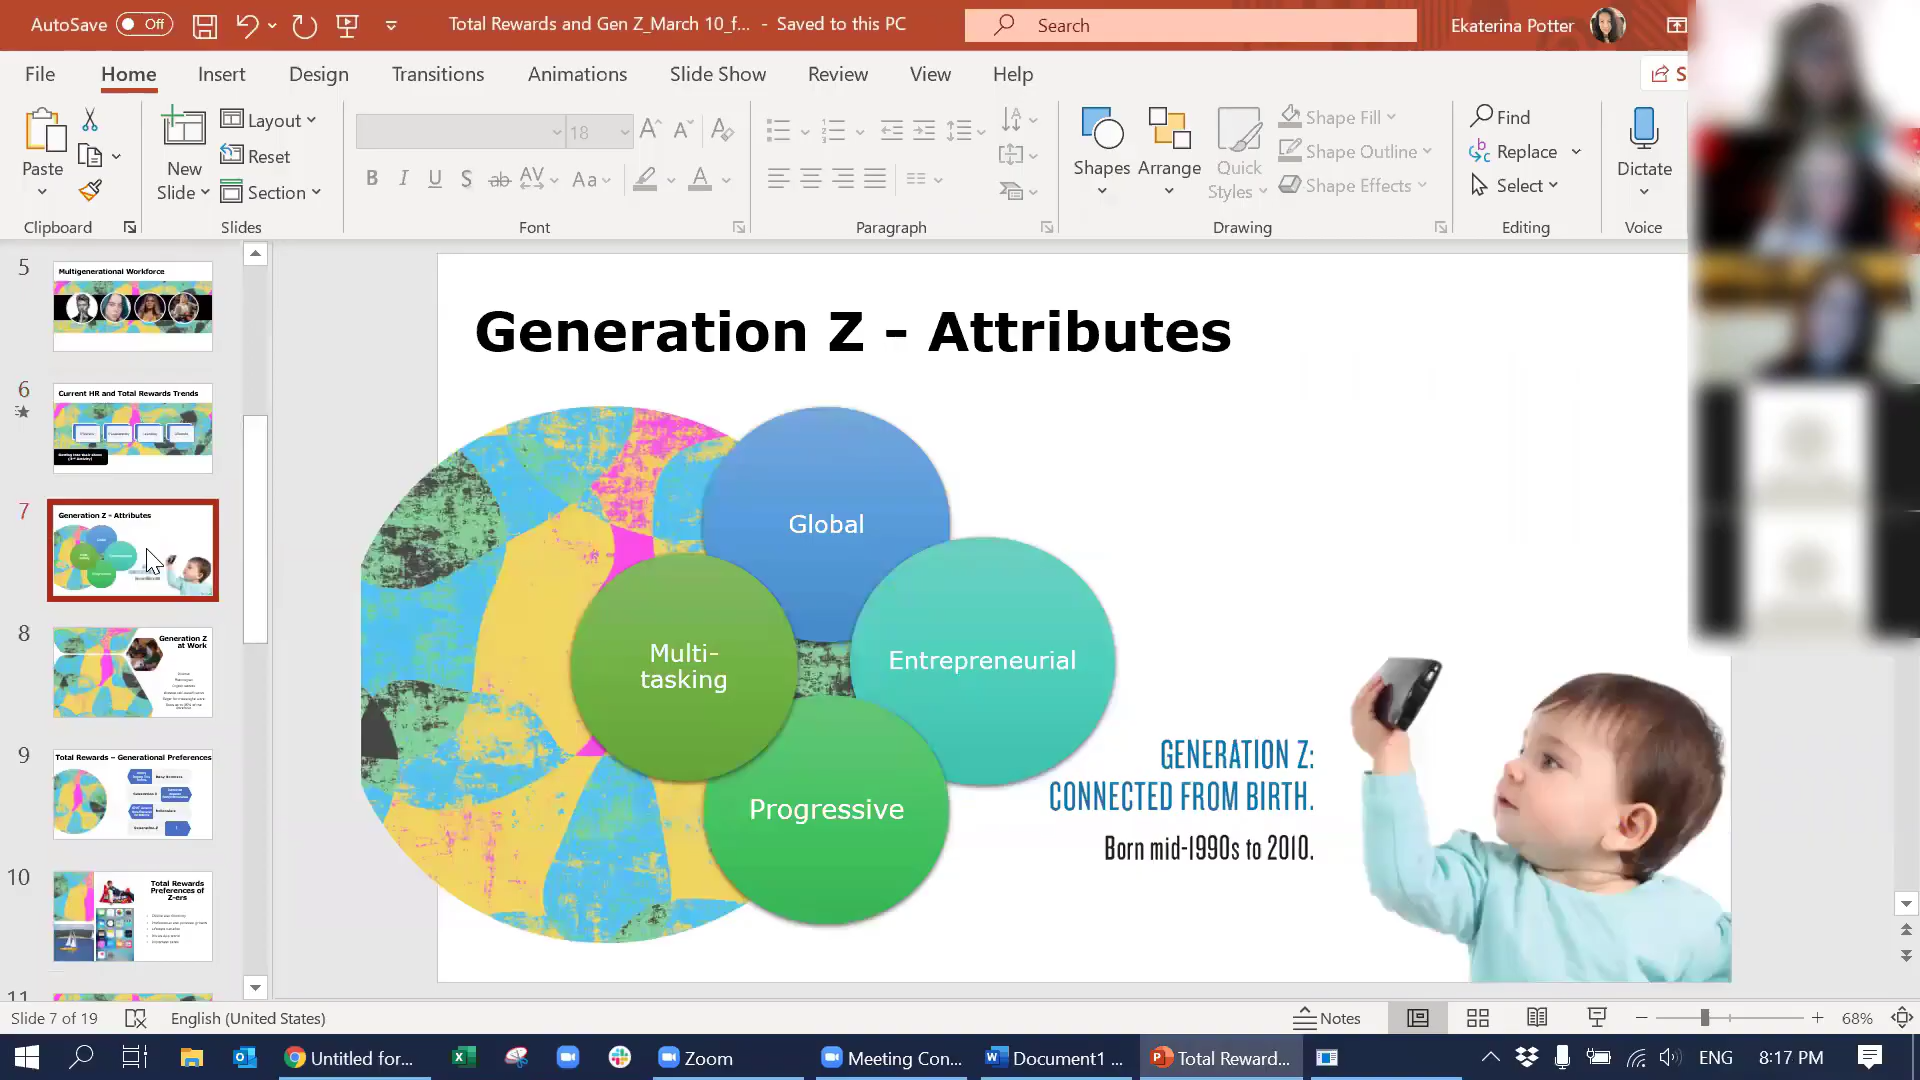 AutoSave Off Total Rewards and Gen Z_March 10_f... - Saved to this PC Search Ekaterina Potter
File Home Insert Design Transitions Animations Slide Show Review View Help S
Paste New Slide Layout Reset Section 18 Shapes Arrange Quick Styles Shape Fill Shape Outline Shape Effects Find Replace Select Dictate
Clipboard Slides Font Paragraph Drawing Editing Voice
5
Multigenerational Workforce
6
Current HR and Total Rewards Trends
7
Generation Z - Attributes
8
Generation Z
at Work
9
Total Rewards – Generational Preferences
10
Total Rewards
Preferences of
Z-ers
11
Generation Z - Attributes
Global
Multi-
tasking
Entrepreneurial
Progressive
GENERATION Z:
CONNECTED FROM BIRTH.
Born mid-1990s to 2010.
Slide 7 of 19 English (United States) Notes 68%
Untitled for... Zoom Meeting Con... Document1 ... Total Reward... ENG 8:17 PM